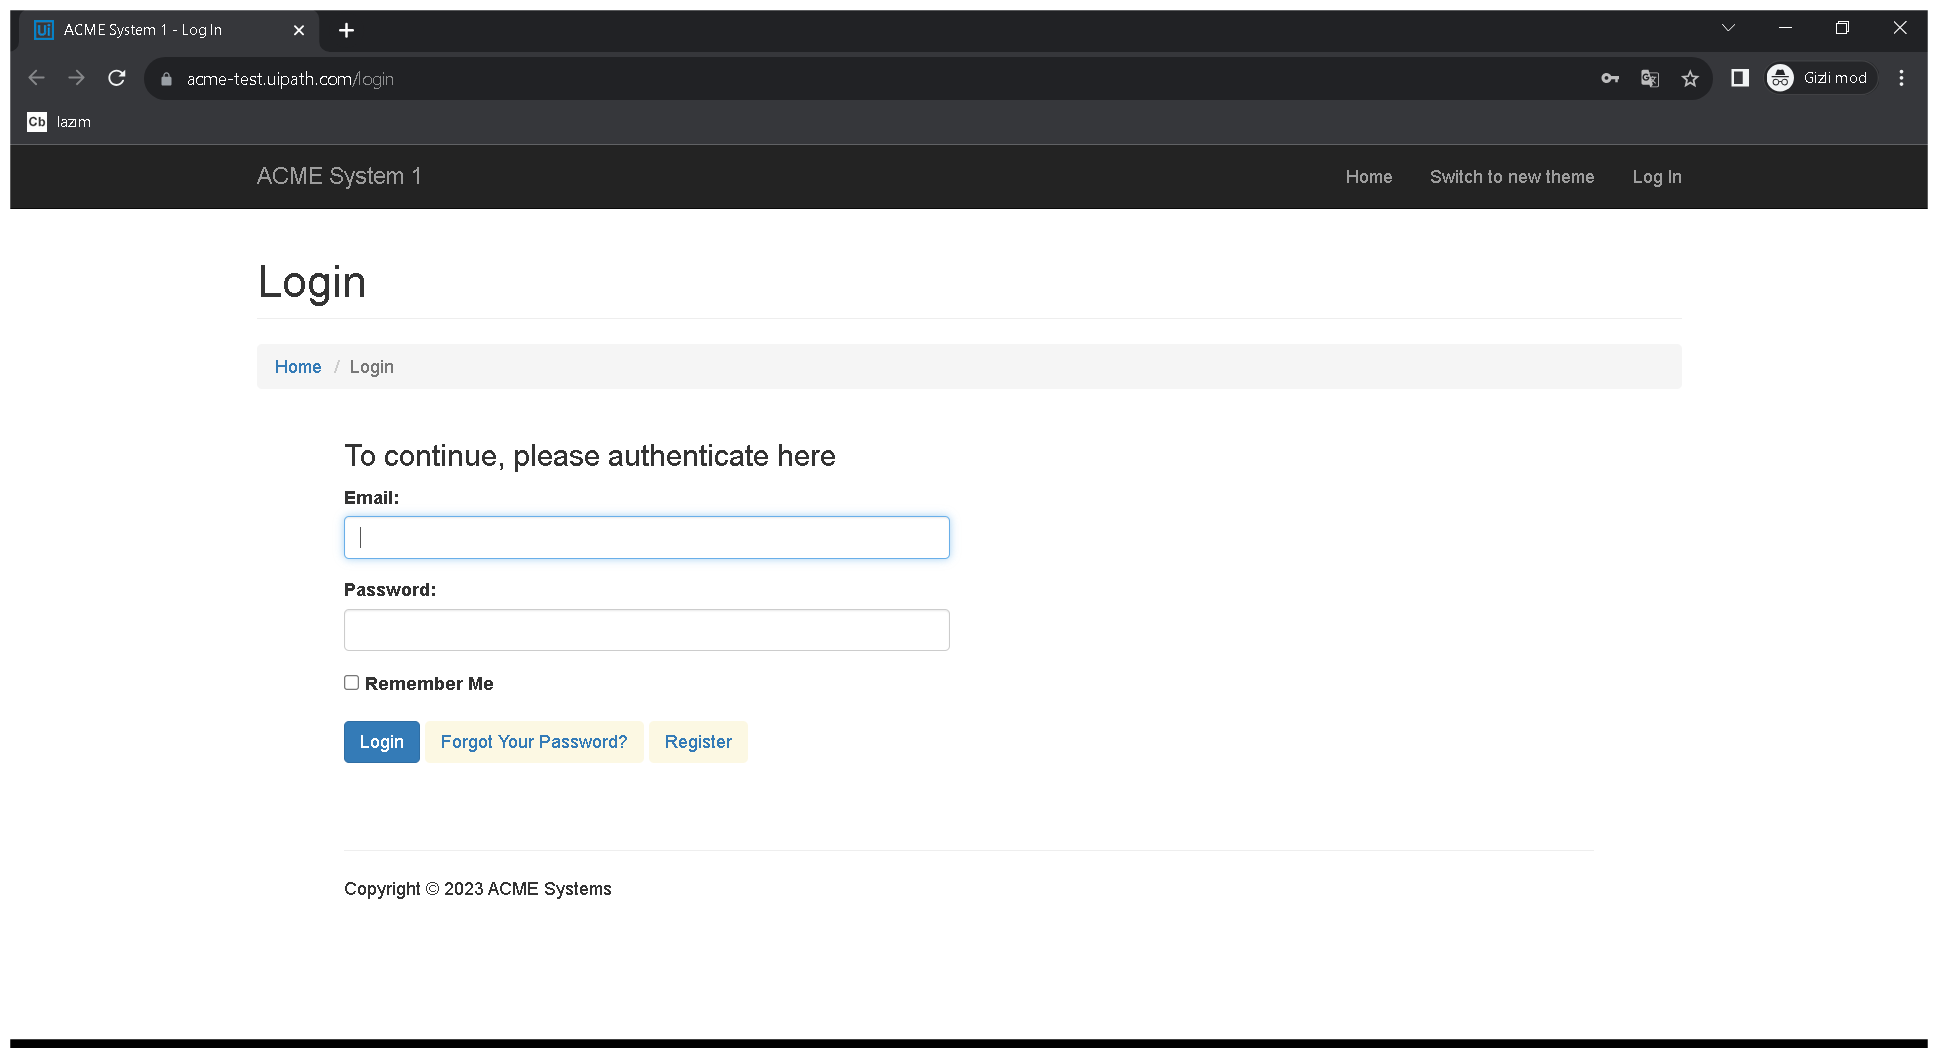 Ui ACME System 1 - Log In
acme-test.uipath.com/login
Gizli mod
Cb lazım
ACME System 1
Home Switch to new theme Log In
Login
Home / Login
To continue, please authenticate here
Email:
Password:
Remember Me
Login Forgot Your Password? Register
Copyright © 2023 ACME Systems